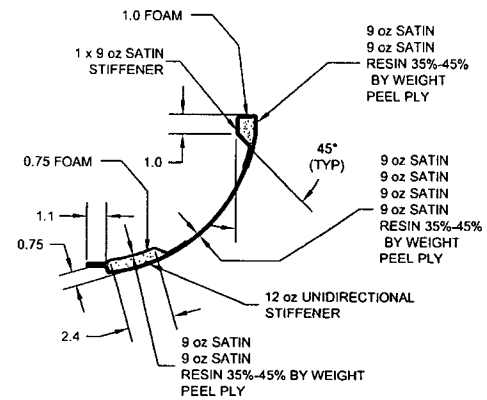 1.0 FOAM
1 x 9 oz SATIN
STIFFENER
9 oz SATIN
9 oz SATIN
RESIN 35%-45%
BY WEIGHT
PEEL PLY
0.75 FOAM
1.0
45°
(TYP)
9 oz SATIN
9 oz SATIN
9 oz SATIN
9 oz SATIN
RESIN 35%-45%
BY WEIGHT
PEEL PLY
1.1
0.75
12 oz UNIDIRECTIONAL
STIFFENER
2.4
9 oz SATIN
9 oz SATIN
RESIN 35%-45% BY WEIGHT
PEEL PLY